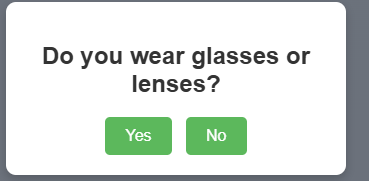 Do you wear glasses or
lenses?
Yes No